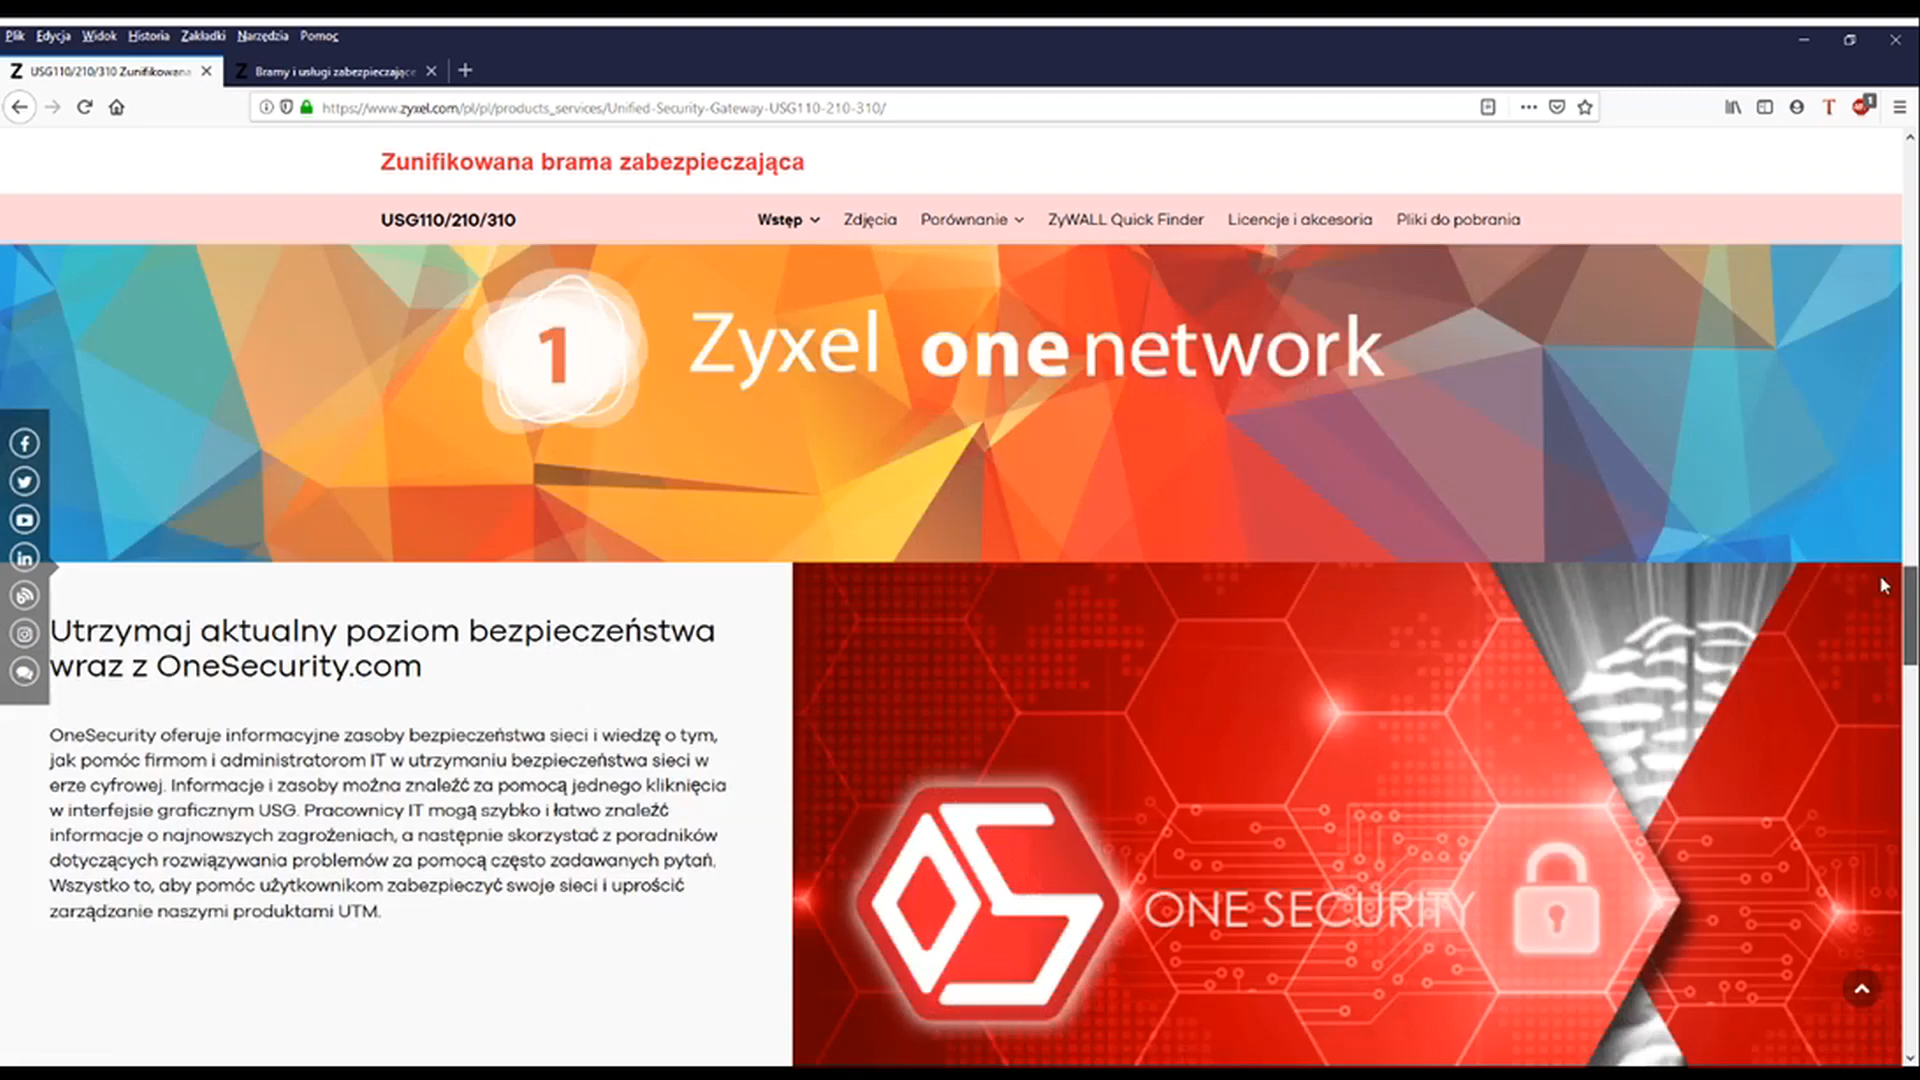 Plik Edycja Widok Historia Zakładki Narzędzia Pomoc
USG110/210/310 Zunifikowana
Bramy i usługi zabezpieczające
https://www.zyxel.com/pl/pl/products_services/Unified-Security-Gateway-USG110-210-310/
Zunifikowana brama zabezpieczająca
USG110/210/310 Wstęp Zdjęcia Porównanie ZyWALL Quick Finder Licencje i akcesoria Pliki do pobrania
1 Zyxel onenetwork
Utrzymaj aktualny poziom bezpieczeństwa
wraz z OneSecurity.com
OneSecurity oferuje informacyjne zasoby bezpieczeństwa sieci i wiedzę o tym,
jak pomóc firmom i administratorom IT w utrzymaniu bezpieczeństwa sieci w
erze cyfrowej. Informacje i zasoby można znaleźć za pomocą jednego kliknięcia
w interfejsie graficznym USG. Pracownicy IT mogą szybko i łatwo znaleźć
informacje o najnowszych zagrożeniach, a następnie skorzystać z poradników
dotyczących rozwiązywania problemów za pomocą często zadawanych pytań.
Wszystko to, aby pomóc użytkownikom zabezpieczyć swoje sieci i uprościć
zarządzanie naszymi produktami UTM.
ONE SECURITY